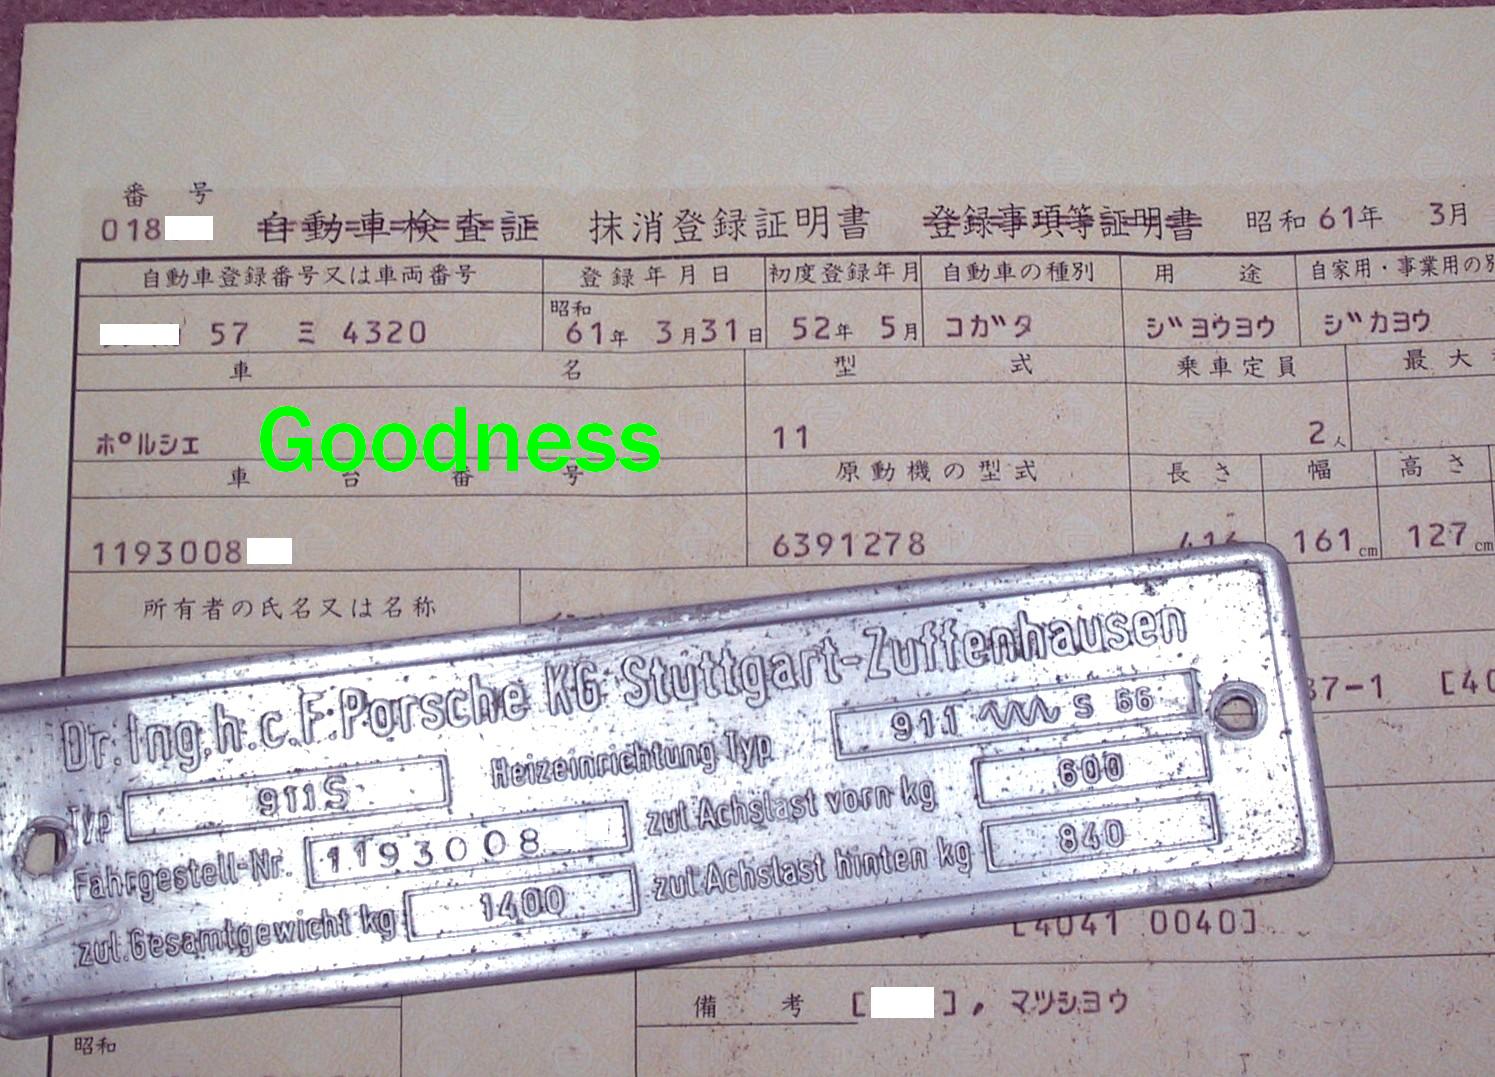 番 号
018 自動車検査証 抹消登録証明書 登録事項等証明書 昭和 61年 3月
自動車登録番号又は車両番号 登録年月日 初度登録年月 自動車の種別 用 途 自家用・事業用の別
57 ミ 4320 昭和 61年 3月31日 52年 5月 コガタ ジヨウヨウ ジカヨウ
車 名 型 式 乗車定員 最大
ポルシエ 11 2人
Goodness
車 台 番 号 原動機の型式 長さ 幅 高さ
1193008 6391278 416 161cm 127cm
所有者の氏名又は名称
Dr.Ing.h.c.F.Porsche KG Stuttgart-Zuffenhausen
37-1 [40
Typ 911S Heizeinrichtung Typ 911 S 66
Fahrgestell-Nr. 1193008 zul.Achslast vorn kg 600
zul.Gesamtgewicht kg 1400 zul.Achslast hinten kg 840
[4041 0040]
備 考 [ ], マツシヨウ
昭和